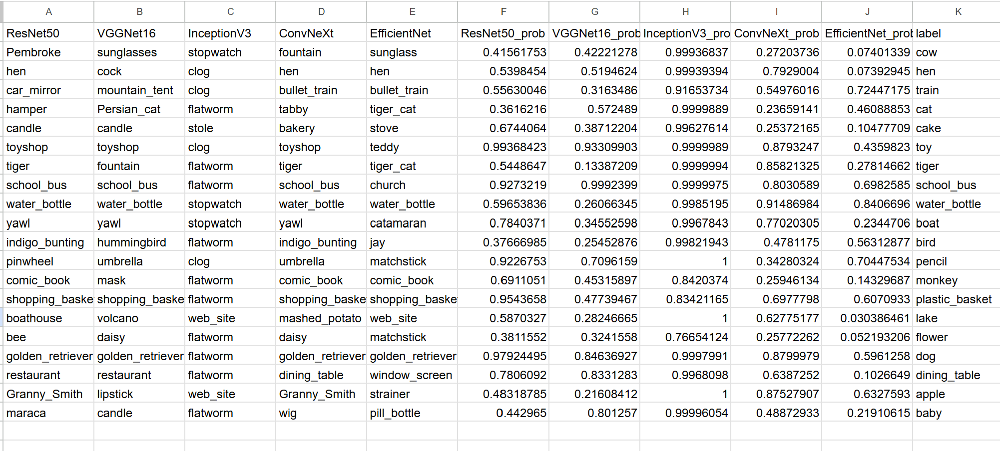 A B C D E F G H I J K
ResNet50 VGGNet16 InceptionV3 ConvNeXt EfficientNet ResNet50_prob VGGNet16_prob InceptionV3_pro ConvNeXt_prob EfficientNet_prob label
Pembroke sunglasses stopwatch fountain sunglass 0.41561753 0.42221278 0.99936837 0.27203736 0.07401339 cow
hen cock clog hen hen 0.5398454 0.5194624 0.99939394 0.7929004 0.07392945 hen
car_mirror mountain_tent clog bullet_train bullet_train 0.55630046 0.3163486 0.91653734 0.54976016 0.72447175 train
hamper Persian_cat flatworm tabby tiger_cat 0.3616216 0.572489 0.9999889 0.23659141 0.46088853 cat
candle candle stole bakery stove 0.6744064 0.38712204 0.99627614 0.25372165 0.10477709 cake
toyshop toyshop clog toyshop teddy 0.99368423 0.93309903 0.9999989 0.8793247 0.4359823 toy
tiger fountain flatworm tiger tiger_cat 0.5448647 0.13387209 0.9999994 0.85821325 0.27814662 tiger
school_bus school_bus flatworm school_bus church 0.9273219 0.9992399 0.9999975 0.8030589 0.6982585 school_bus
water_bottle water_bottle stopwatch water_bottle water_bottle 0.59653836 0.26066345 0.9985195 0.91486984 0.8406696 water_bottle
yawl yawl stopwatch yawl catamaran 0.7840371 0.34552598 0.9967843 0.77020305 0.2344706 boat
indigo_bunting hummingbird flatworm indigo_bunting jay 0.37666985 0.25452876 0.99821943 0.4781175 0.56312877 bird
pinwheel umbrella clog umbrella matchstick 0.9226753 0.7096159 1 0.34280324 0.70447534 pencil
comic_book mask flatworm comic_book comic_book 0.6911051 0.45315897 0.8420374 0.25946134 0.14329687 monkey
shopping_baske shopping_baske flatworm shopping_baske shopping_baske 0.9543658 0.47739467 0.83421165 0.6977798 0.6070933 plastic_basket
boathouse volcano web_site mashed_potato web_site 0.5870327 0.28246665 1 0.62775177 0.030386461 lake
bee daisy flatworm daisy matchstick 0.3811552 0.3241558 0.76654124 0.25772262 0.052193206 flower
golden_retriever golden_retriever flatworm golden_retriever golden_retriever 0.97924495 0.84636927 0.9997991 0.8799979 0.5961258 dog
restaurant restaurant flatworm dining_table window_screen 0.7806092 0.8331283 0.9968098 0.6387252 0.1026649 dining_table
Granny_Smith lipstick web_site Granny_Smith strainer 0.48318785 0.21608412 1 0.87527907 0.6327593 apple
maraca candle flatworm wig pill_bottle 0.442965 0.801257 0.99996054 0.48872933 0.21910615 baby